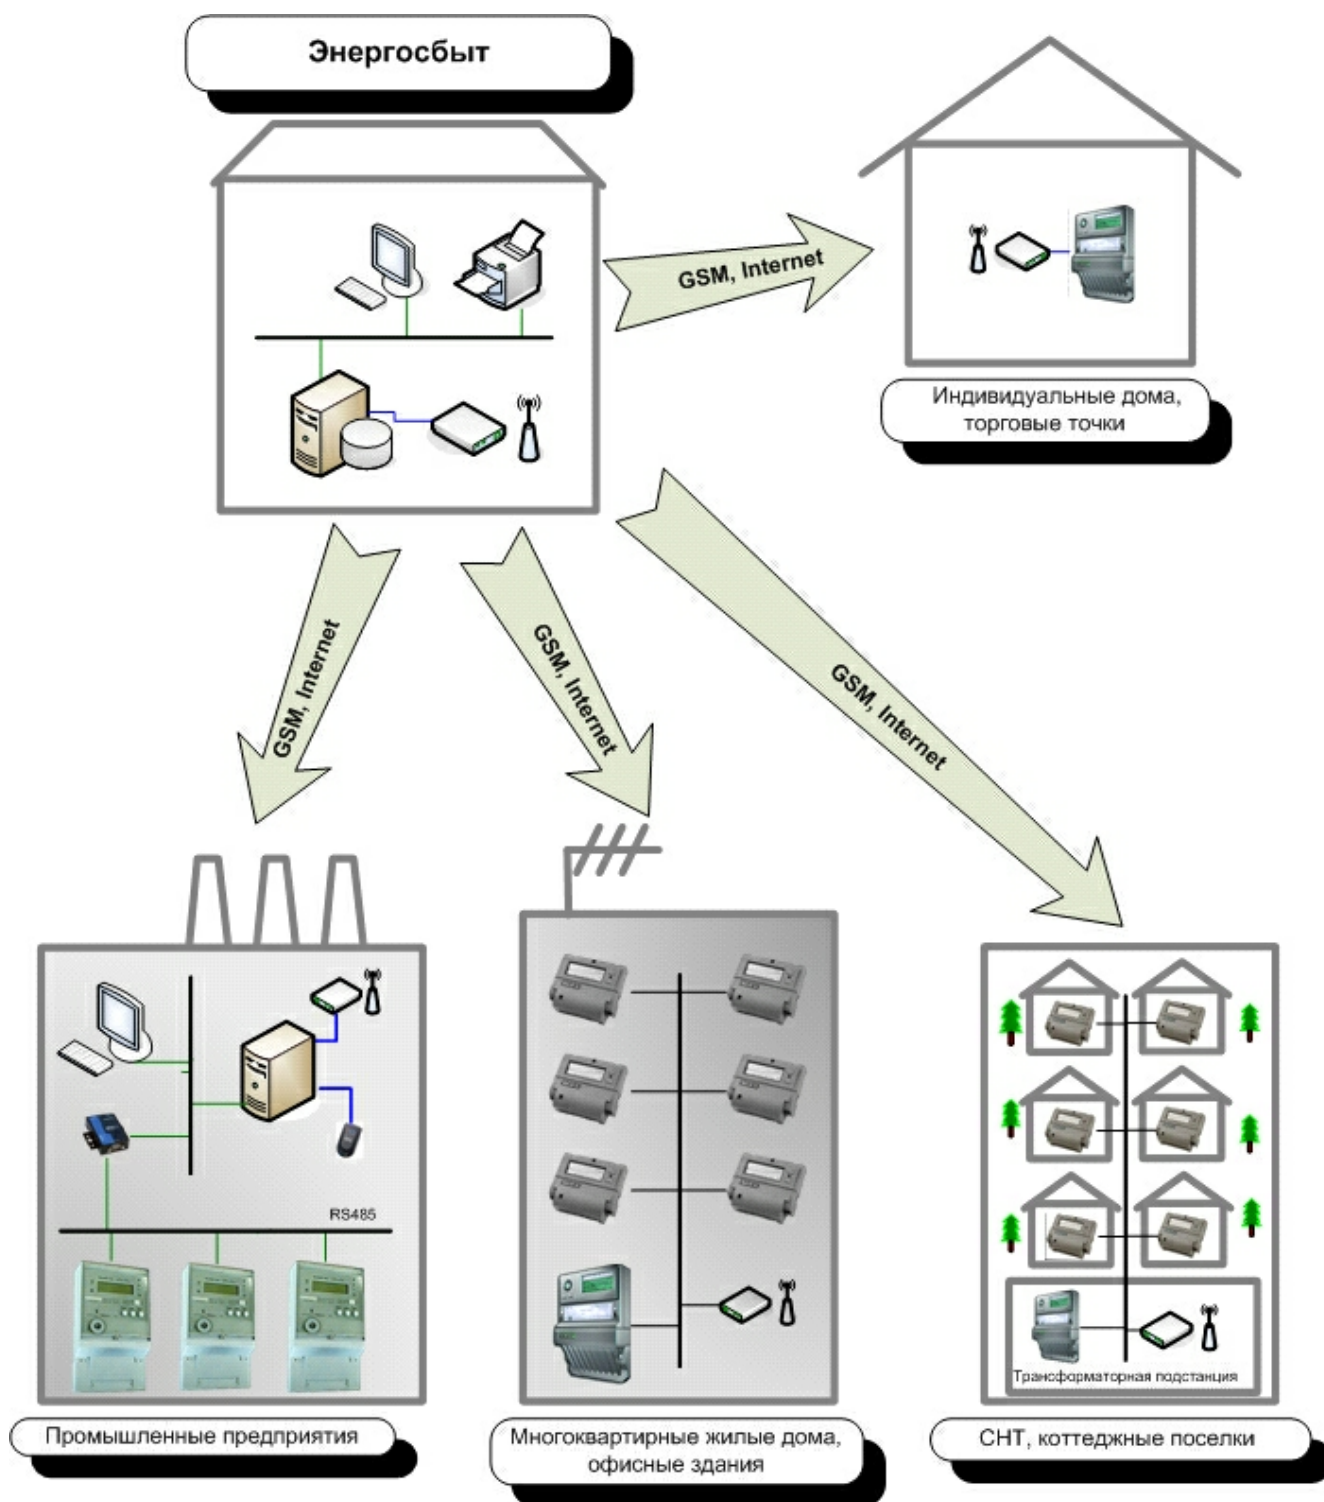 Энергосбыт
GSM, Internet
Индивидуальные дома,
торговые точки
GSM, Internet
GSM, Internet
GSM, Internet
RS485
Трансформаторная подстанция
Промышленные предприятия
Многоквартирные жилые дома,
офисные здания
СНТ, коттеджные поселки